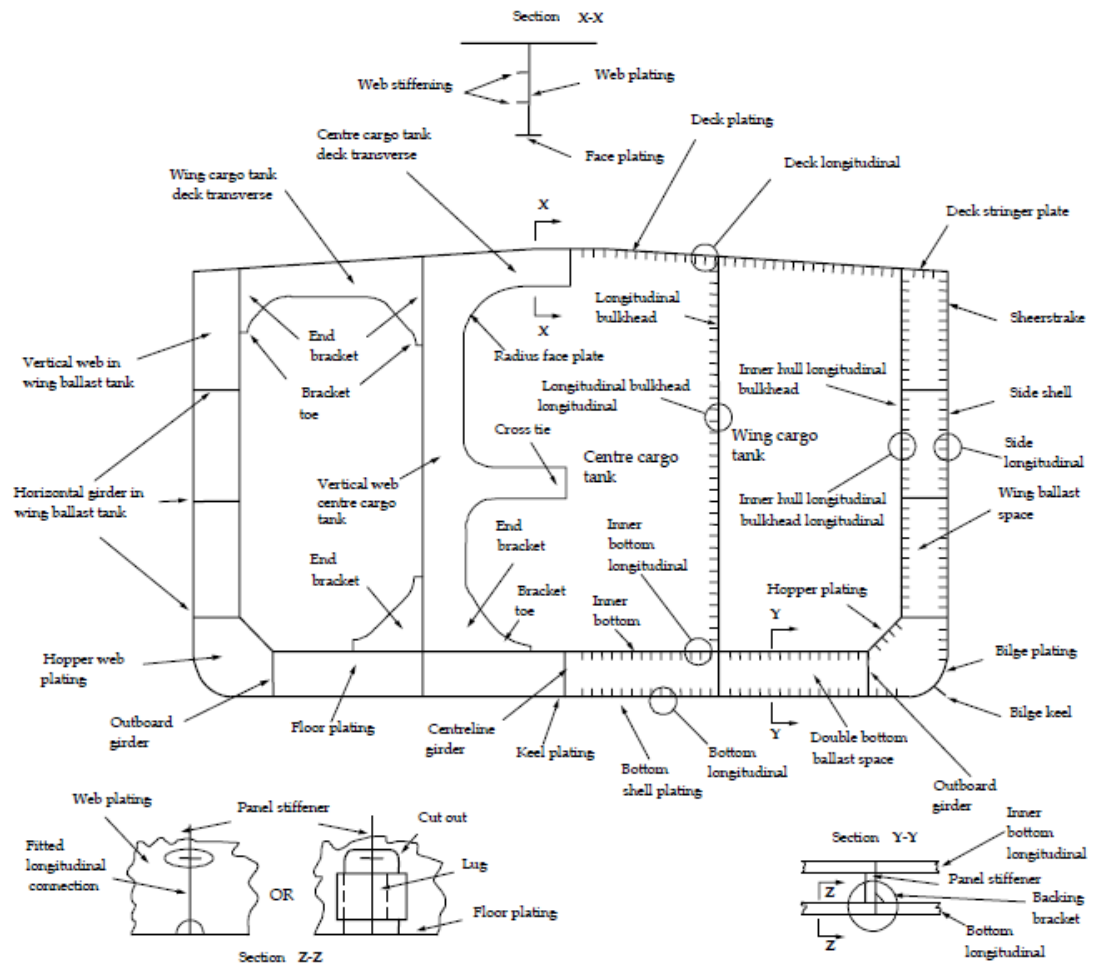 Section X-X
Web stiffening
Web plating
Face plating
Centre cargo tank
deck transverse
Deck plating
Deck longitudinal
Wing cargo tank
deck transverse
Deck stringer plate
X
X
Longitudinal
bulkhead
Sheerstrake
End
bracket
Radius face plate
Vertical web in
wing ballast tank
Bracket
toe
Longitudinal bulkhead
longitudinal
Inner hull longitudinal
bulkhead
Side shell
Cross tie
Wing cargo
tank
Centre cargo
tank
Side
longitudinal
Horizontal girder in
wing ballast tank
Vertical web
centre cargo
tank
Inner hull longitudinal
bulkhead longitudinal
Wing ballast
space
End
bracket
Inner
bottom
longitudinal
End
bracket
Bracket
toe
Inner
bottom
Hopper plating
Y
Hopper web
plating
Bilge plating
Outboard
girder
Floor plating
Centreline
girder
Keel plating
Bottom
shell plating
Bottom
longitudinal
Y
Double bottom
ballast space
Bilge keel
Outboard
girder
Web plating
Panel stiffener
Cut out
Fitted
longitudinal
connection
OR
Lug
Floor plating
Section Z-Z
Section Y-Y
Inner
bottom
longitudinal
Panel stiffener
Z
Backing
bracket
Z
Bottom
longitudinal